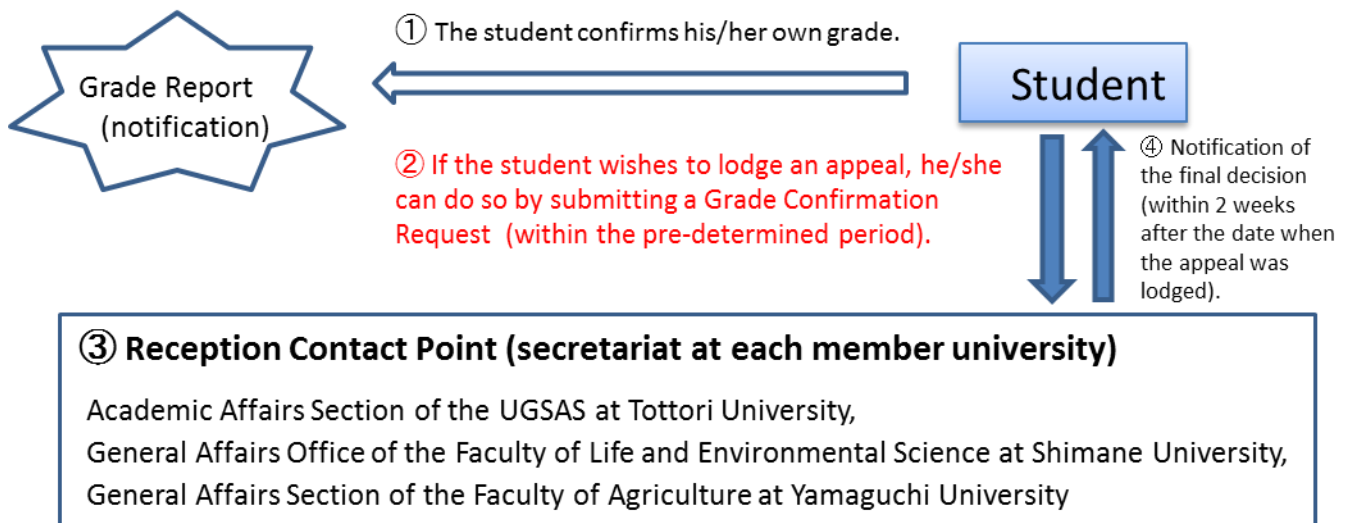 ① The student confirms his/her own grade.
Grade Report
(notification)
Student
② If the student wishes to lodge an appeal, he/she
can do so by submitting a Grade Confirmation
Request (within the pre-determined period).
④ Notification of
the final decision
(within 2 weeks
after the date when
the appeal was
lodged).
③ Reception Contact Point (secretariat at each member university)
Academic Affairs Section of the UGSAS at Tottori University,
General Affairs Office of the Faculty of Life and Environmental Science at Shimane University,
General Affairs Section of the Faculty of Agriculture at Yamaguchi University